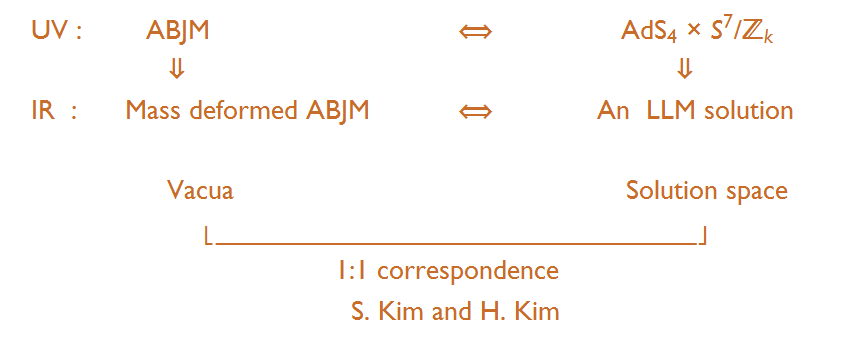 UV : ABJM ⇔ AdS₄ × S⁷/ℤₖ
⇓ ⇓
IR : Mass deformed ABJM ⇔ An LLM solution
Vacua Solution space
1:1 correspondence
S. Kim and H. Kim